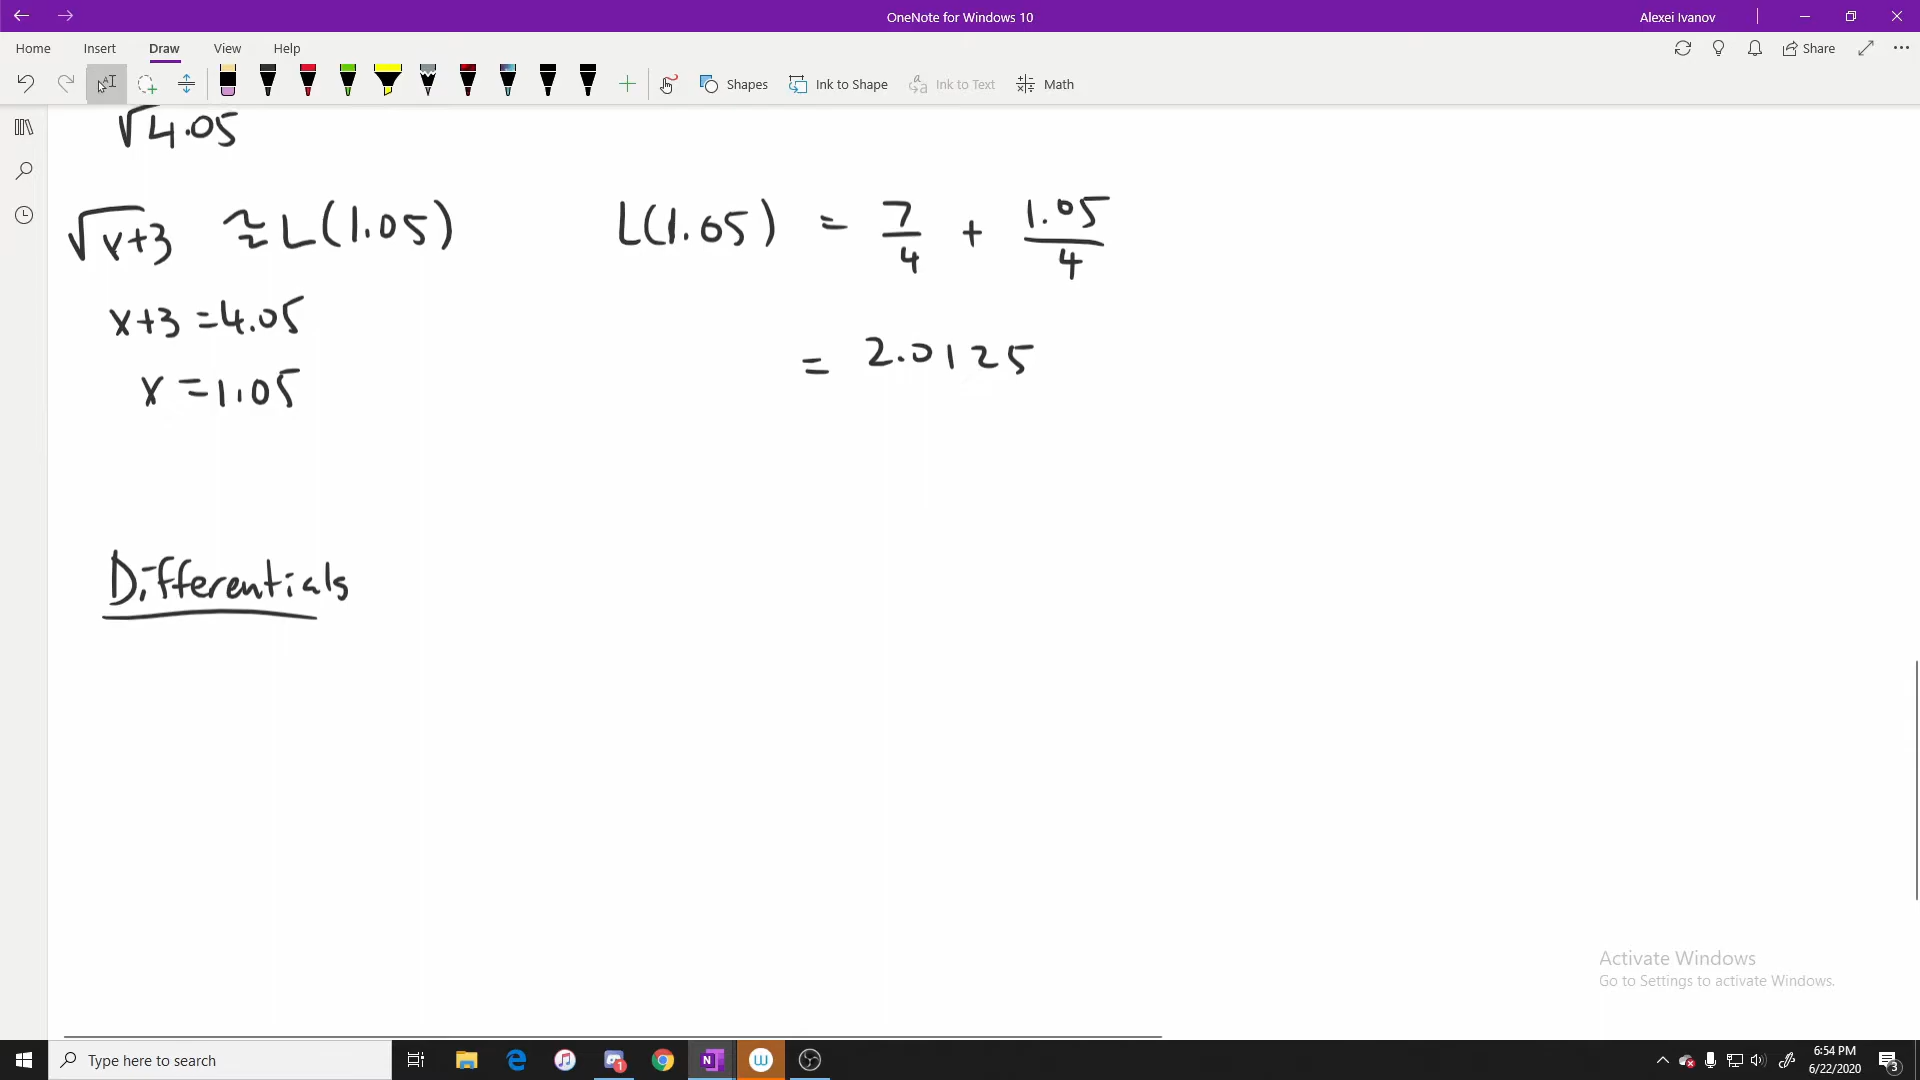 OneNote for Windows 10
Alexei Ivanov
Home Insert Draw View Help
Share
Shapes Ink to Shape Ink to Text Math
√4.05
√x+3 ≈ L(1.05)
L(1.05) = 7/4 + 1.05/4
x+3 = 4.05
= 2.0125
x = 1.05
Differentials
Activate Windows
Go to Settings to activate Windows.
Type here to search
6:54 PM
6/22/2020